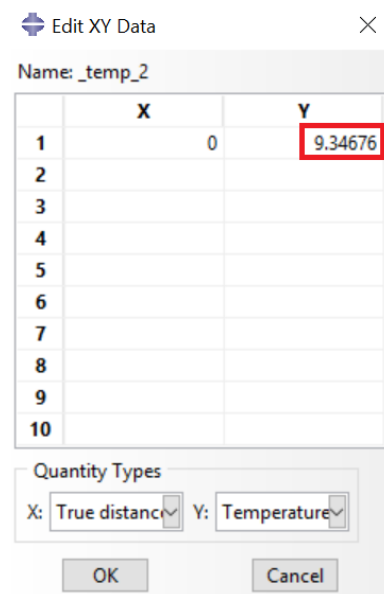 Edit XY Data
Name: _temp_2
X Y
1 0 9.34676
2
3
4
5
6
7
8
9
10
Quantity Types
X: True distanc Y: Temperature
OK Cancel